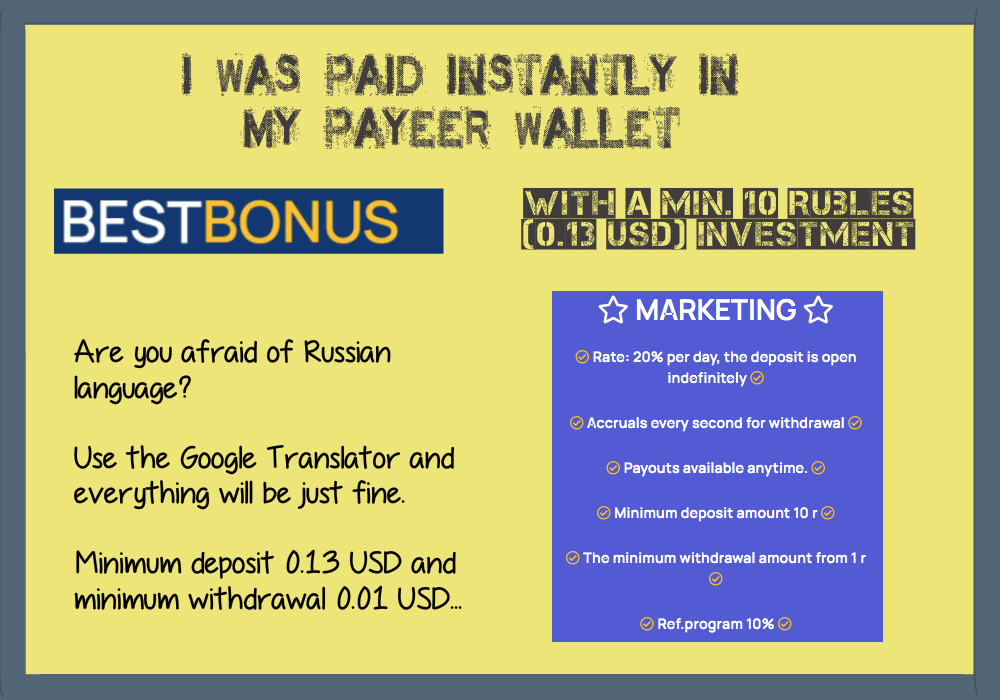 I WAS PAID INSTANTLY IN
MY PAYEER WALLET
BESTBONUS
WITH A MIN. 10 RUBLES
(0.13 USD) INVESTMENT
Are you afraid of Russian
language?
Use the Google Translator and
everything will be just fine.
Minimum deposit 0.13 USD and
minimum withdrawal 0.01 USD...
MARKETING
Rate: 20% per day, the deposit is open
indefinitely
Accruals every second for withdrawal
Payouts available anytime.
Minimum deposit amount 10 r
The minimum withdrawal amount from 1 r
Ref.program 10%